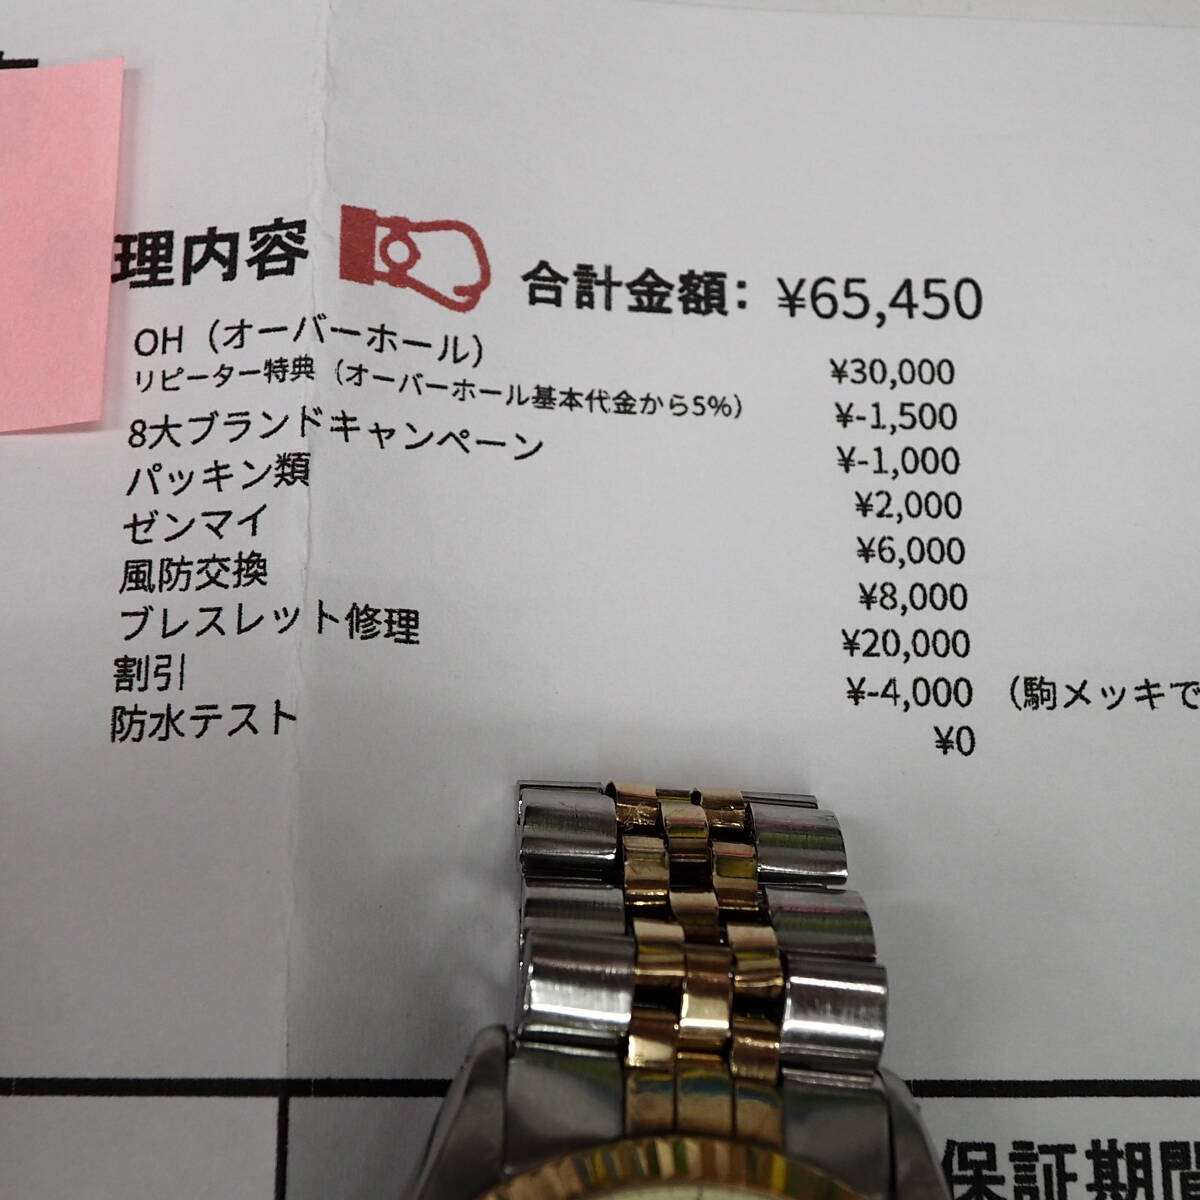 理内容
合計金額: ¥65,450
OH（オーバーホール） ¥30,000
リピーター特典（オーバーホール基本代金から5%） ¥-1,500
8大ブランドキャンペーン ¥-1,000
パッキン類 ¥2,000
ゼンマイ ¥6,000
風防交換 ¥8,000
ブレスレット修理 ¥20,000
割引 ¥-4,000 （駒メッキで
防水テスト ¥0
保証期間